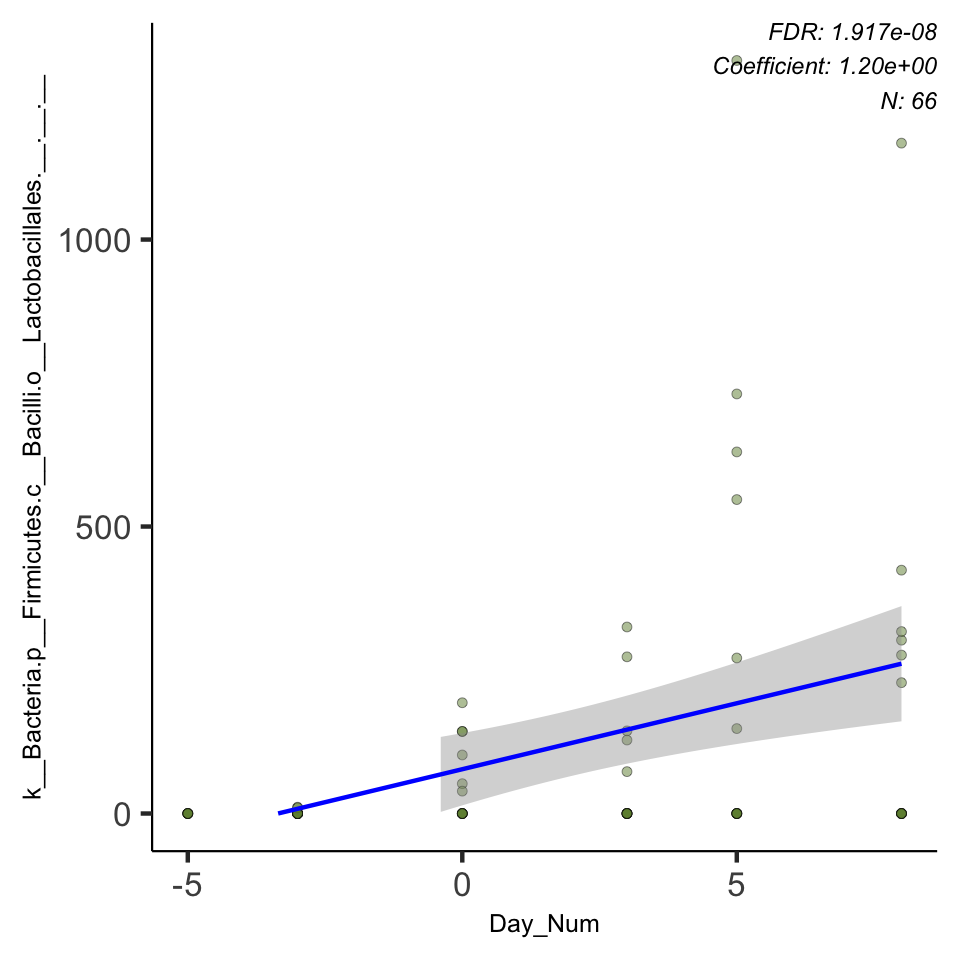 FDR: 1.917e-08
Coefficient: 1.20e+00
N: 66
k__Bacteria.p__Firmicutes.c__Bacilli.o__Lactobacillales.__.__.__
1000
500
0
-5 0 5
Day_Num